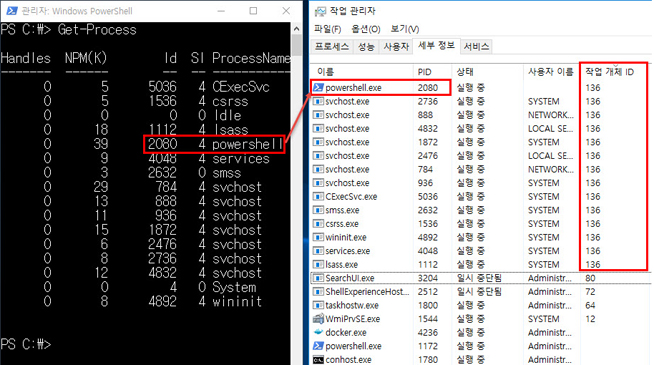 관리자: Windows PowerShell
PS C:\> Get-Process
Handles NPM(K) Id SI ProcessName
------- ------ -- -- -----------
0 5 5036 4 CExecSvc
0 5 1536 4 csrss
0 0 0 0 Idle
0 18 1112 4 lsass
0 39 2080 4 powershell
0 9 4048 4 services
0 3 2632 0 smss
0 29 784 4 svchost
0 13 888 4 svchost
0 11 936 4 svchost
0 15 1872 4 svchost
0 6 2476 4 svchost
0 8 2736 4 svchost
0 12 4832 4 svchost
0 0 4 0 System
0 8 4892 4 wininit
PS C:\>
작업 관리자
파일(F) 옵션(O) 보기(V)
프로세스 성능 사용자 세부 정보 서비스
이름 PID 상태 사용자 이름 작업 개체 ID
powershell.exe 2080 실행 중 136
svchost.exe 2736 실행 중 SYSTEM 136
svchost.exe 888 실행 중 NETWORK... 136
svchost.exe 4832 실행 중 LOCAL SE... 136
svchost.exe 1872 실행 중 SYSTEM 136
svchost.exe 2476 실행 중 LOCAL SE... 136
svchost.exe 784 실행 중 NETWORK... 136
svchost.exe 936 실행 중 SYSTEM 136
CExecSvc.exe 5036 실행 중 SYSTEM 136
smss.exe 2632 실행 중 SYSTEM 136
csrss.exe 1536 실행 중 SYSTEM 136
wininit.exe 4892 실행 중 SYSTEM 136
services.exe 4048 실행 중 SYSTEM 136
lsass.exe 1112 실행 중 SYSTEM 136
SearchUI.exe 3204 일시 중단됨 Administr... 80
ShellExperienceHost... 2512 일시 중단됨 Administr... 72
taskhostw.exe 1800 실행 중 Administr... 64
WmiPrvSE.exe 1544 실행 중 SYSTEM 12
docker.exe 4236 실행 중 Administr...
powershell.exe 1172 실행 중 Administr...
conhost.exe 1780 실행 중 Administr...